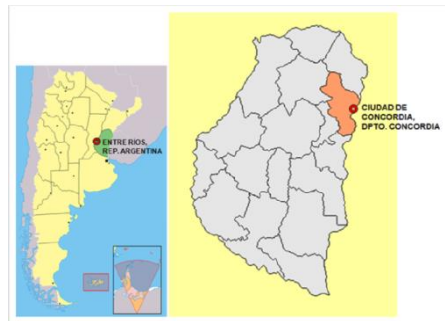 ENTRE RIOS,
REP. ARGENTINA
CIUDAD DE
CONCORDIA,
DPTO. CONCORDIA